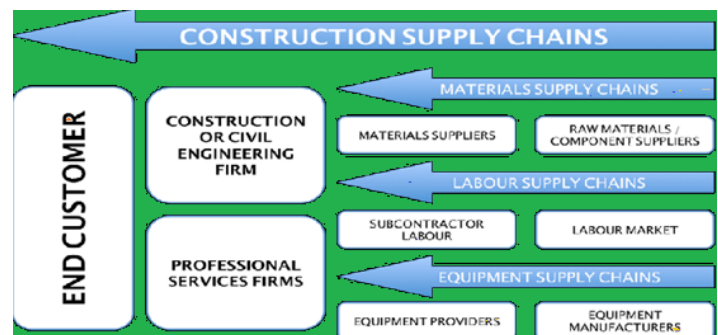 CONSTRUCTION SUPPLY CHAINS
END CUSTOMER
CONSTRUCTION
OR CIVIL
ENGINEERING
FIRM
PROFESSIONAL
SERVICES FIRMS
MATERIALS SUPPLY CHAINS
MATERIALS SUPPLIERS
RAW MATERIALS /
COMPONENT SUPPLIERS
LABOUR SUPPLY CHAINS
SUBCONTRACTOR
LABOUR
LABOUR MARKET
EQUIPMENT SUPPLY CHAINS
EQUIPMENT PROVIDERS
EQUIPMENT
MANUFACTURERS